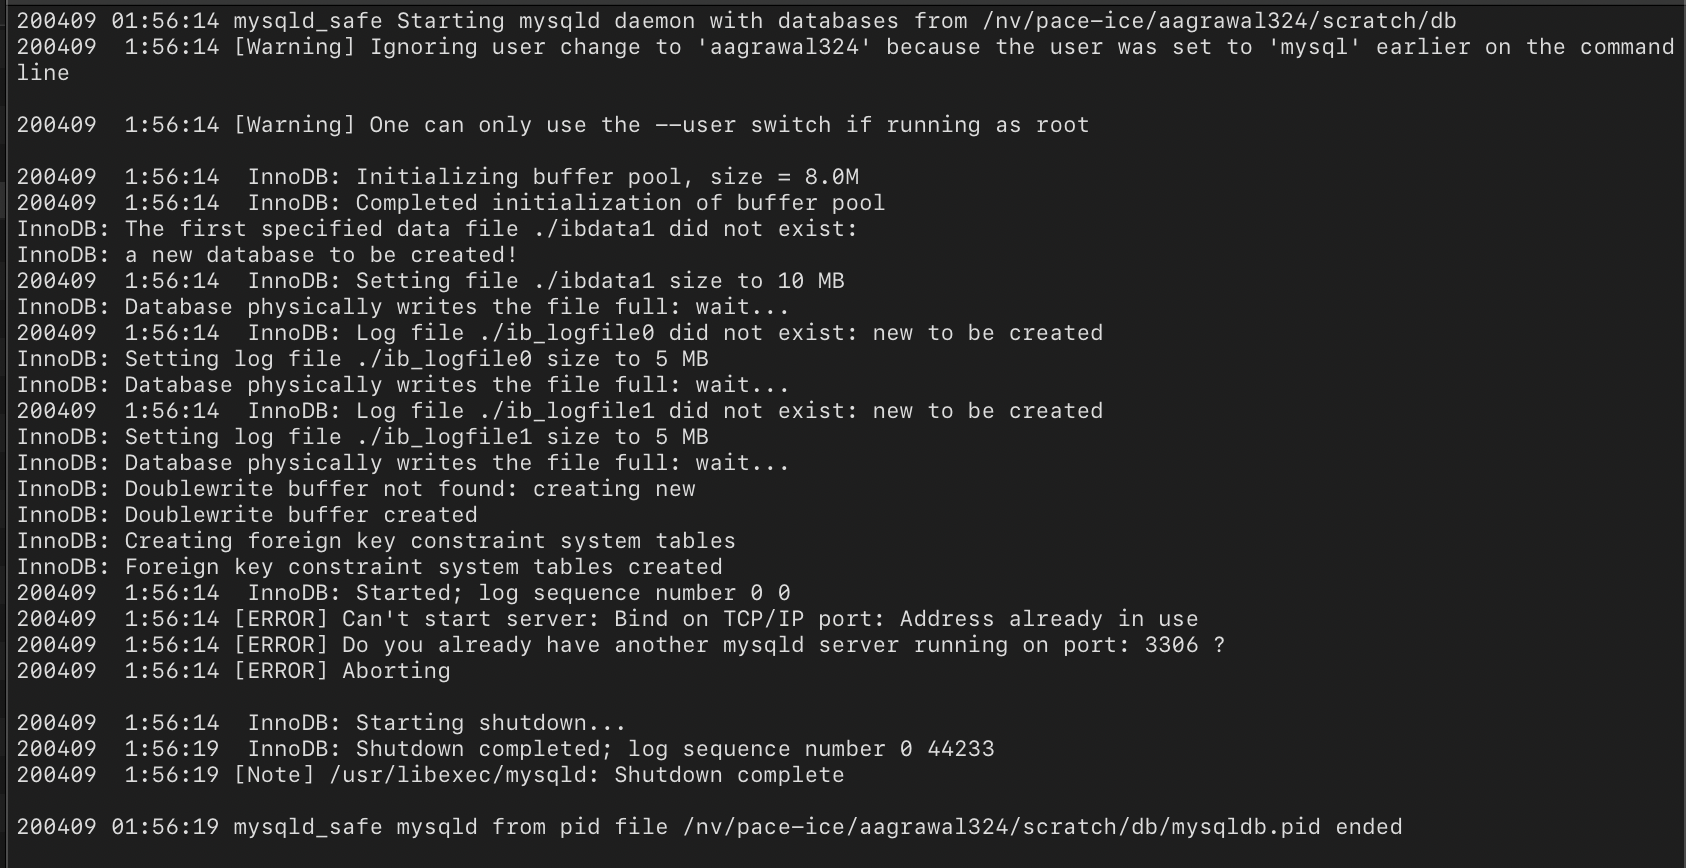 200409 01:56:14 mysqld_safe Starting mysqld daemon with databases from /nv/pace-ice/aagrawal324/scratch/db
200409  1:56:14 [Warning] Ignoring user change to 'aagrawal324' because the user was set to 'mysql' earlier on the command
line

200409  1:56:14 [Warning] One can only use the --user switch if running as root

200409  1:56:14  InnoDB: Initializing buffer pool, size = 8.0M
200409  1:56:14  InnoDB: Completed initialization of buffer pool
InnoDB: The first specified data file ./ibdata1 did not exist:
InnoDB: a new database to be created!
200409  1:56:14  InnoDB: Setting file ./ibdata1 size to 10 MB
InnoDB: Database physically writes the file full: wait...
200409  1:56:14  InnoDB: Log file ./ib_logfile0 did not exist: new to be created
InnoDB: Setting log file ./ib_logfile0 size to 5 MB
InnoDB: Database physically writes the file full: wait...
200409  1:56:14  InnoDB: Log file ./ib_logfile1 did not exist: new to be created
InnoDB: Setting log file ./ib_logfile1 size to 5 MB
InnoDB: Database physically writes the file full: wait...
InnoDB: Doublewrite buffer not found: creating new
InnoDB: Doublewrite buffer created
InnoDB: Creating foreign key constraint system tables
InnoDB: Foreign key constraint system tables created
200409  1:56:14  InnoDB: Started; log sequence number 0 0
200409  1:56:14 [ERROR] Can't start server: Bind on TCP/IP port: Address already in use
200409  1:56:14 [ERROR] Do you already have another mysqld server running on port: 3306 ?
200409  1:56:14 [ERROR] Aborting

200409  1:56:14  InnoDB: Starting shutdown...
200409  1:56:19  InnoDB: Shutdown completed; log sequence number 0 44233
200409  1:56:19 [Note] /usr/libexec/mysqld: Shutdown complete

200409 01:56:19 mysqld_safe mysqld from pid file /nv/pace-ice/aagrawal324/scratch/db/mysqldb.pid ended